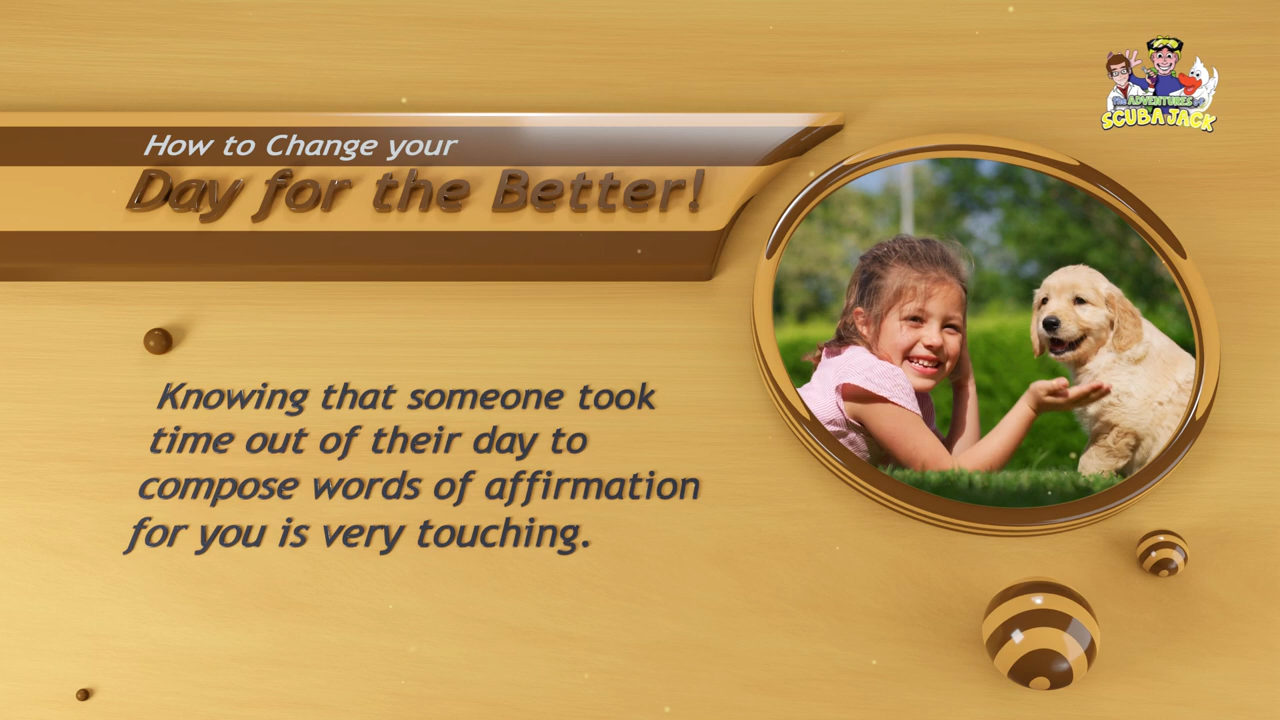 The ADVENTURES of
SCUBA JACK
How to Change your
Day for the Better!
Knowing that someone took
time out of their day to
compose words of affirmation
for you is very touching.